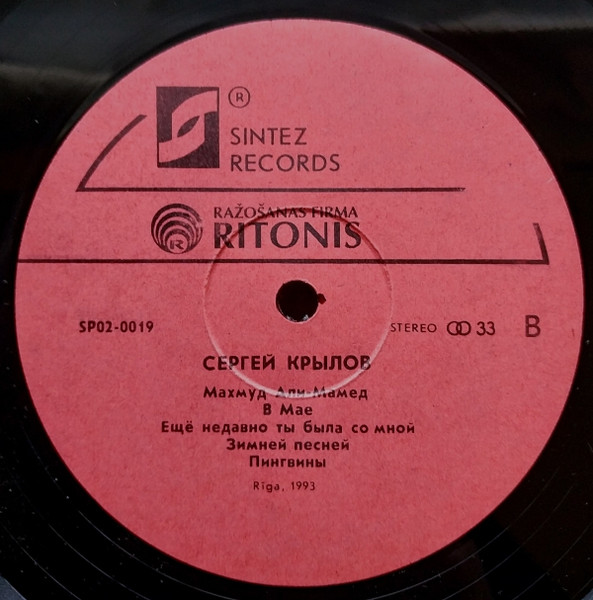 ®
SINTEZ
RECORDS
RAŽOŠANAS FIRMA
RITONIS
R
SP02-0019
STEREO 33 B
СЕРГЕЙ КРЫЛОВ
Махмуд Али-Мамед
В Мае
Ещё недавно ты была со мной
Зимней песней
Пингвины
Rīga, 1993